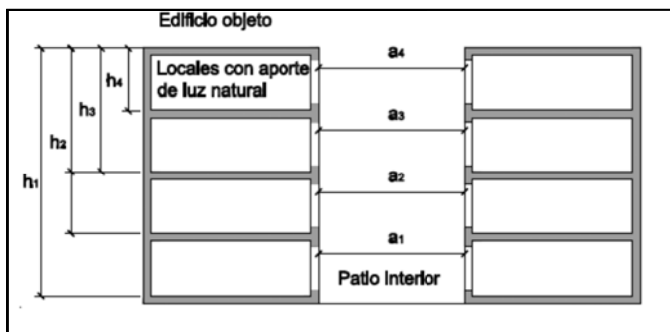 Edificio objeto
Locales con aporte
de luz natural
h4
h3
h2
h1
a4
a3
a2
a1
Patio interior